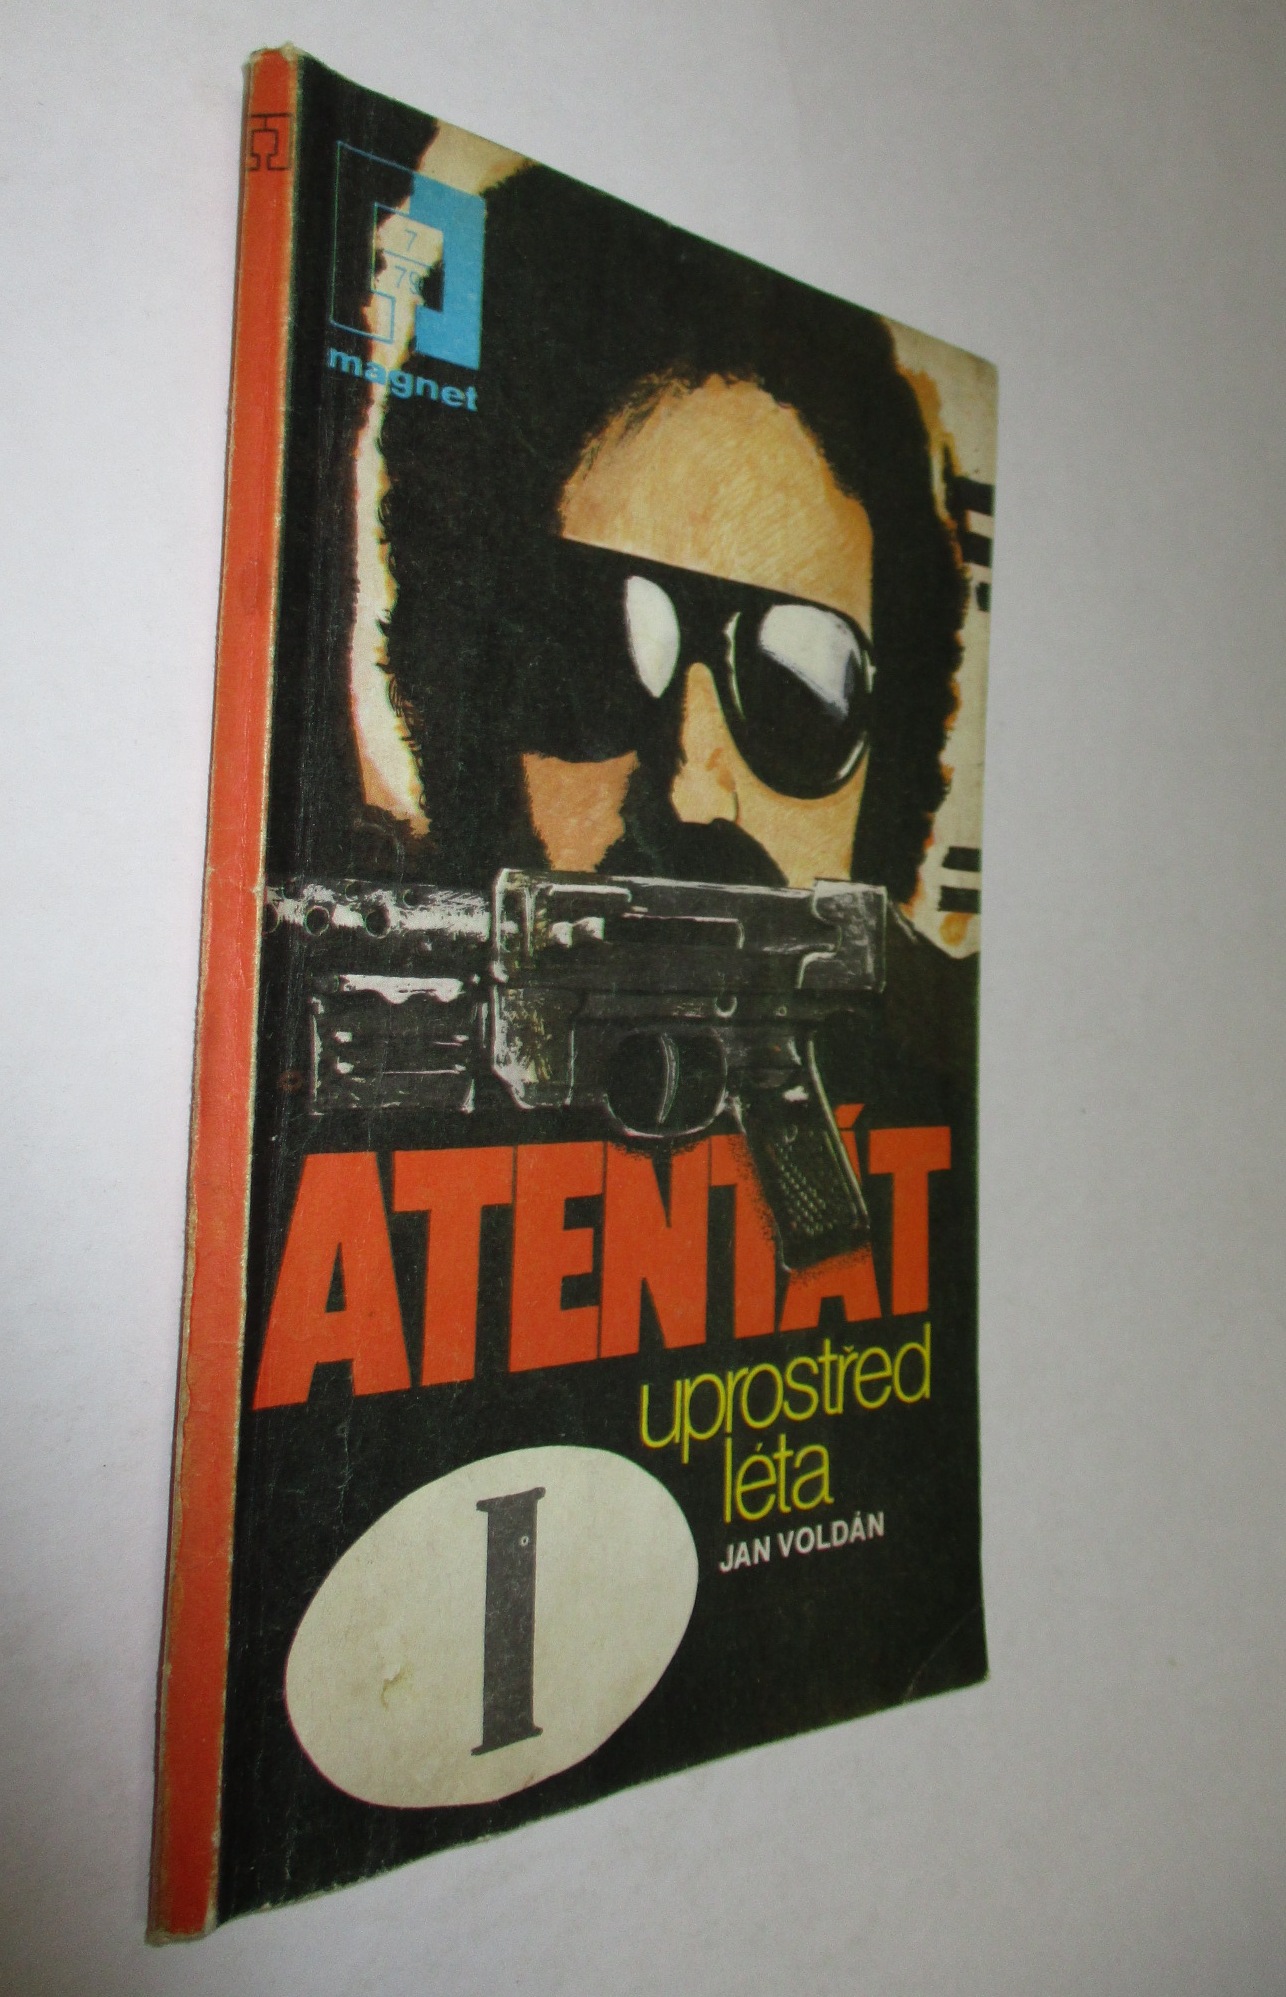 7
79
magnet
ATENTÁT
uprostřed
léta
JAN VOLDÁN
I